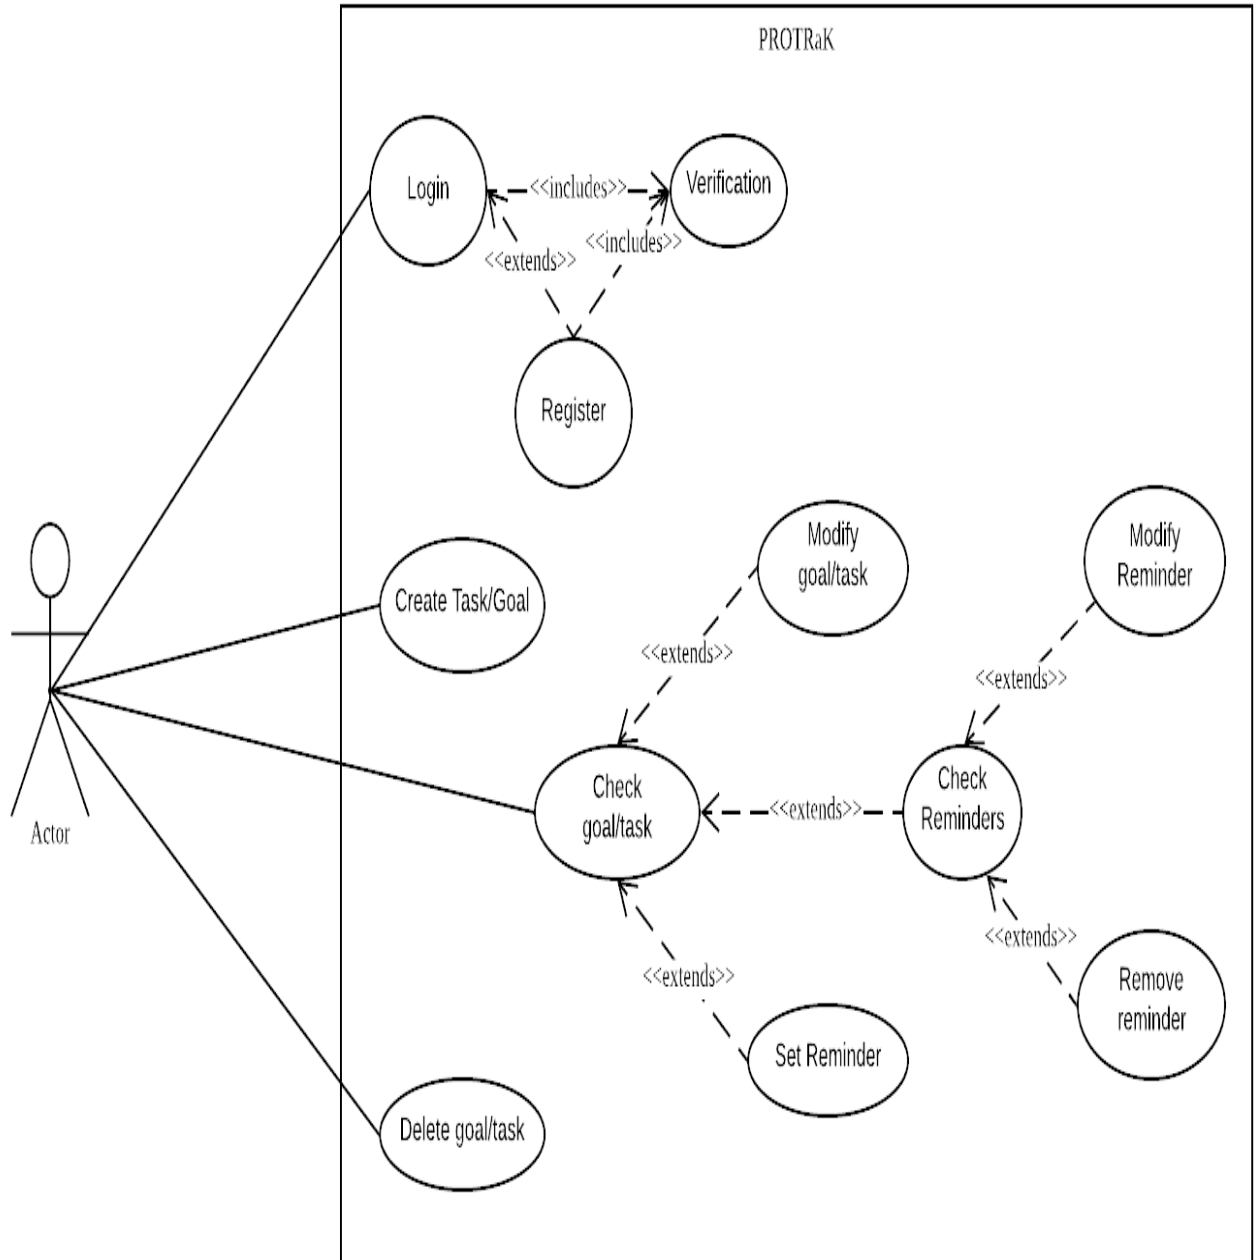 PROTRaK
Login
<<includes>>
Verification
<<extends>>
<<includes>>
Register
Create Task/Goal
Modify
goal/task
Modify
Reminder
<<extends>>
<<extends>>
Check
goal/task
<<extends>>
Check
Reminders
Actor
<<extends>>
<<extends>>
Remove
reminder
Set Reminder
Delete goal/task